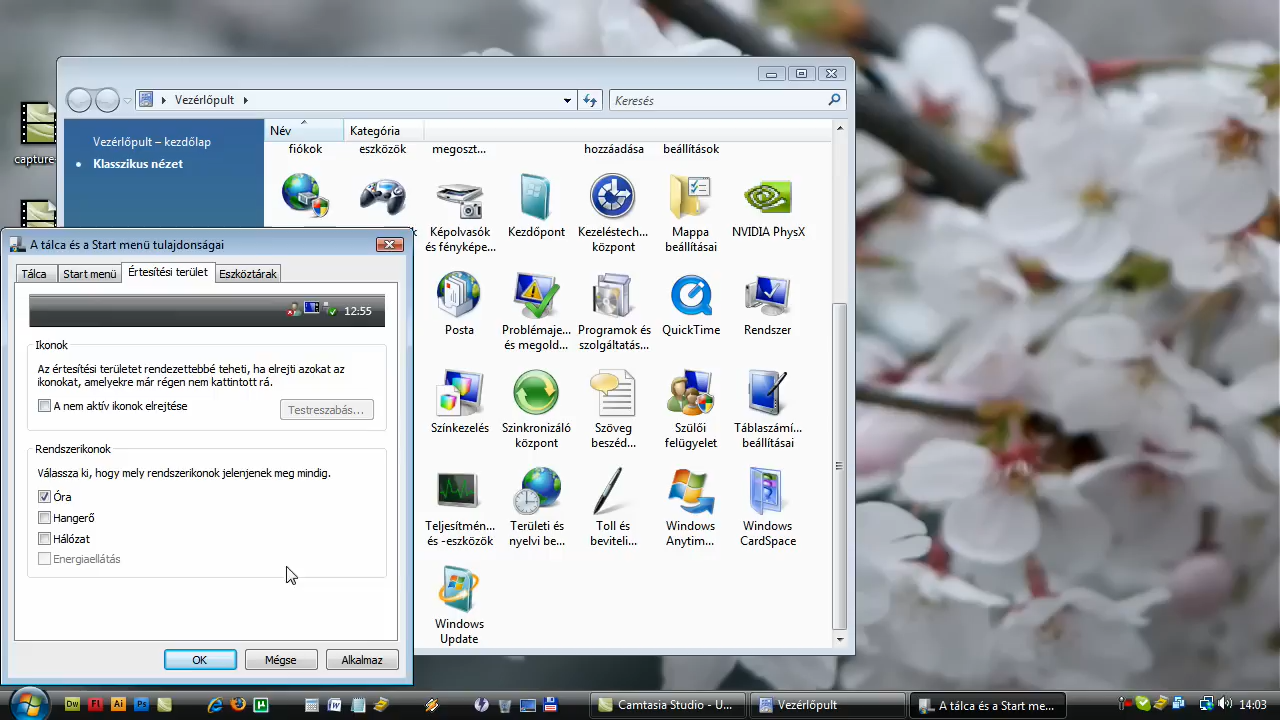 capture
Vezérlőpult
Keresés
Vezérlőpult – kezdőlap
Klasszikus nézet
Név
Kategória
fiókok
eszközök
megoszt...
hozzáadása
beállítások
Képolvasók
és fényképe...
Kezdőpont
Kezeléstech...
központ
Mappa
beállításai
NVIDIA PhysX
Posta
Problémaje...
és megold...
Programok és
szolgáltatás...
QuickTime
Rendszer
Színkezelés
Szinkronizáló
központ
Szöveg
beszéd...
Szülői
felügyelet
Táblaszámí...
beállításai
Teljesítmén...
és -eszközök
Területi és
nyelvi be...
Toll és
beviteli...
Windows
Anytim...
Windows
CardSpace
Windows
Update
A tálca és a Start menü tulajdonságai
Tálca
Start menü
Értesítési terület
Eszköztárak
12:55
Ikonok
Az értesítési területet rendezettebbé teheti, ha elrejti azokat az
ikonokat, amelyekre már régen nem kattintott rá.
A nem aktív ikonok elrejtése
Testreszabás...
Rendszerikonok
Válassza ki, hogy mely rendszerikonok jelenjenek meg mindig.
Óra
Hangerő
Hálózat
Energiaellátás
OK
Mégse
Alkalmaz
Dw
Fl
Ai
Ps
Camtasia Studio - U...
Vezérlőpult
A tálca és a Start me...
14:03